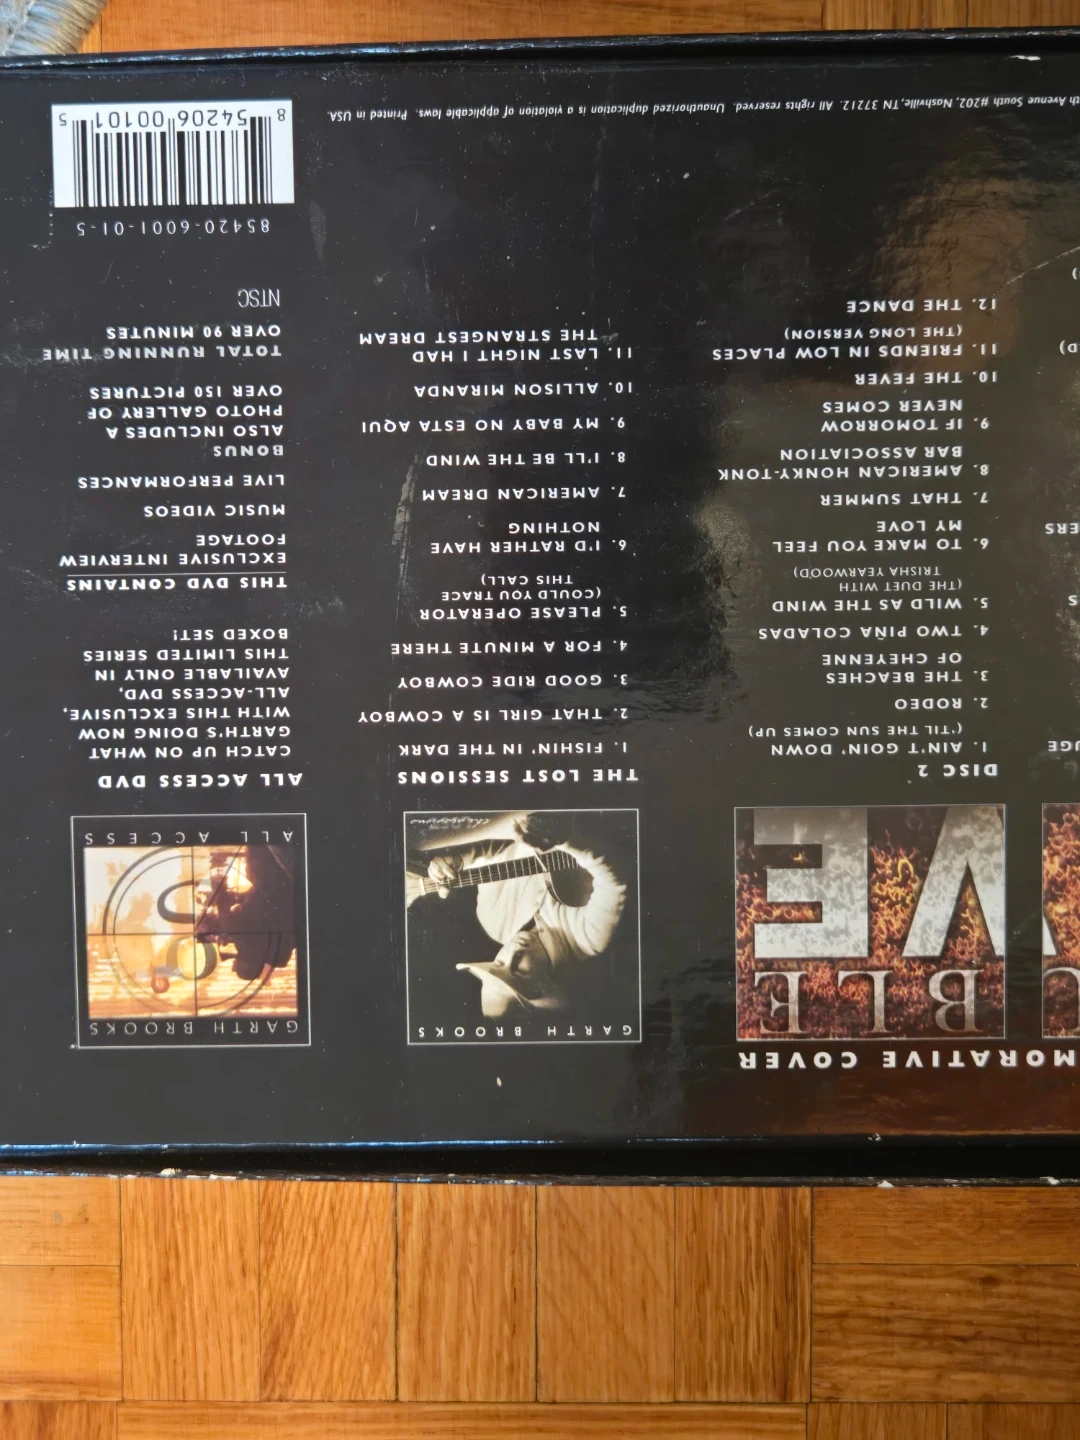 MORATIVE COVER
BLE
VE
DISC 2
1. AIN'T GOIN' DOWN
('TIL THE SUN COMES UP)
2. RODEO
3. THE BEACHES
OF CHEYENNE
4. TWO PIÑA COLADAS
5. WILD AS THE WIND
(THE DUET WITH
TRISHA YEARWOOD)
6. TO MAKE YOU FEEL
MY LOVE
7. THAT SUMMER
8. AMERICAN HONKY-TONK
BAR ASSOCIATION
9. IF TOMORROW
NEVER COMES
10. THE FEVER
11. FRIENDS IN LOW PLACES
(THE LONG VERSION)
12. THE DANCE
GARTH BROOKS
THE LOST SESSIONS
1. FISHIN' IN THE DARK
2. THAT GIRL IS A COWBOY
3. GOOD RIDE COWBOY
4. FOR A MINUTE THERE
5. PLEASE OPERATOR
(COULD YOU TRACE
THIS CALL)
6. I'D RATHER HAVE
NOTHING
7. AMERICAN DREAM
8. I'LL BE THE WIND
9. MY BABY NO ESTA AQUI
10. ALLISON MIRANDA
11. LAST NIGHT I HAD
THE STRANGEST DREAM
GARTH BROOKS
ALL ACCESS
ALL ACCESS DVD
CATCH UP ON WHAT
GARTH'S DOING NOW
WITH THIS EXCLUSIVE,
ALL-ACCESS DVD,
AVAILABLE ONLY IN
THIS LIMITED SERIES
BOXED SET!
THIS DVD CONTAINS
EXCLUSIVE INTERVIEW
FOOTAGE
MUSIC VIDEOS
LIVE PERFORMANCES
BONUS
ALSO INCLUDES A
PHOTO GALLERY OF
OVER 150 PICTURES
TOTAL RUNNING TIME
OVER 90 MINUTES
NTSC
85420-6001-01-5
8 54206 00101 5
th Avenue South #202, Nashville, TN 37212. All rights reserved. Unauthorized duplication is a violation of applicable laws. Printed in USA.